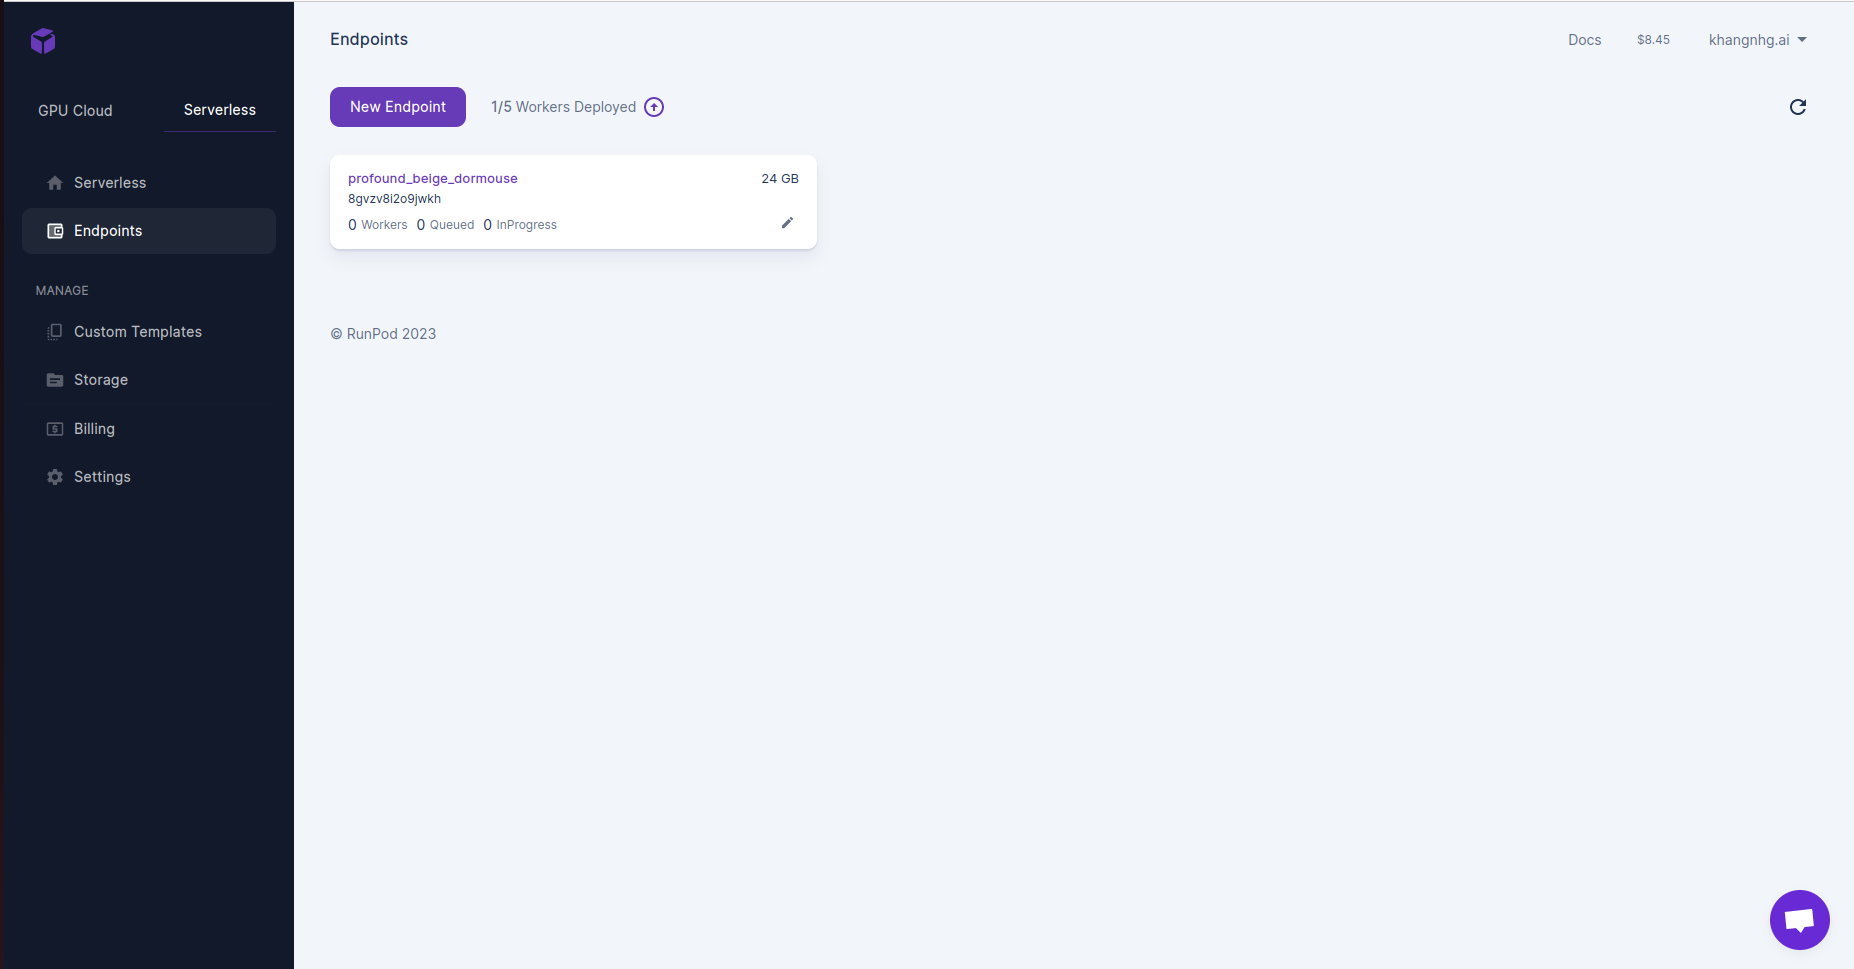 Endpoints
Docs
$8.45
khangnhg.ai
GPU Cloud
Serverless
New Endpoint
1/5 Workers Deployed
Serverless
Endpoints
profound_beige_dormouse
24 GB
8gvzv8i2o9jwkh
0 Workers 0 Queued 0 InProgress
MANAGE
Custom Templates
Storage
Billing
Settings
© RunPod 2023